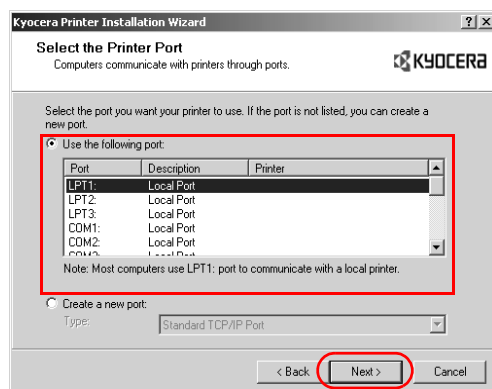 Kyocera Printer Installation Wizard
Select the Printer Port
Computers communicate with printers through ports.
KYOCERA
Select the port you want your printer to use. If the port is not listed, you can create a
new port.
Use the following port:
Port Description Printer
LPT1: Local Port
LPT2: Local Port
LPT3: Local Port
COM1: Local Port
COM2: Local Port
COM3: Local Port
Note: Most computers use LPT1: port to communicate with a local printer.
Create a new port:
Type: Standard TCP/IP Port
< Back Next > Cancel